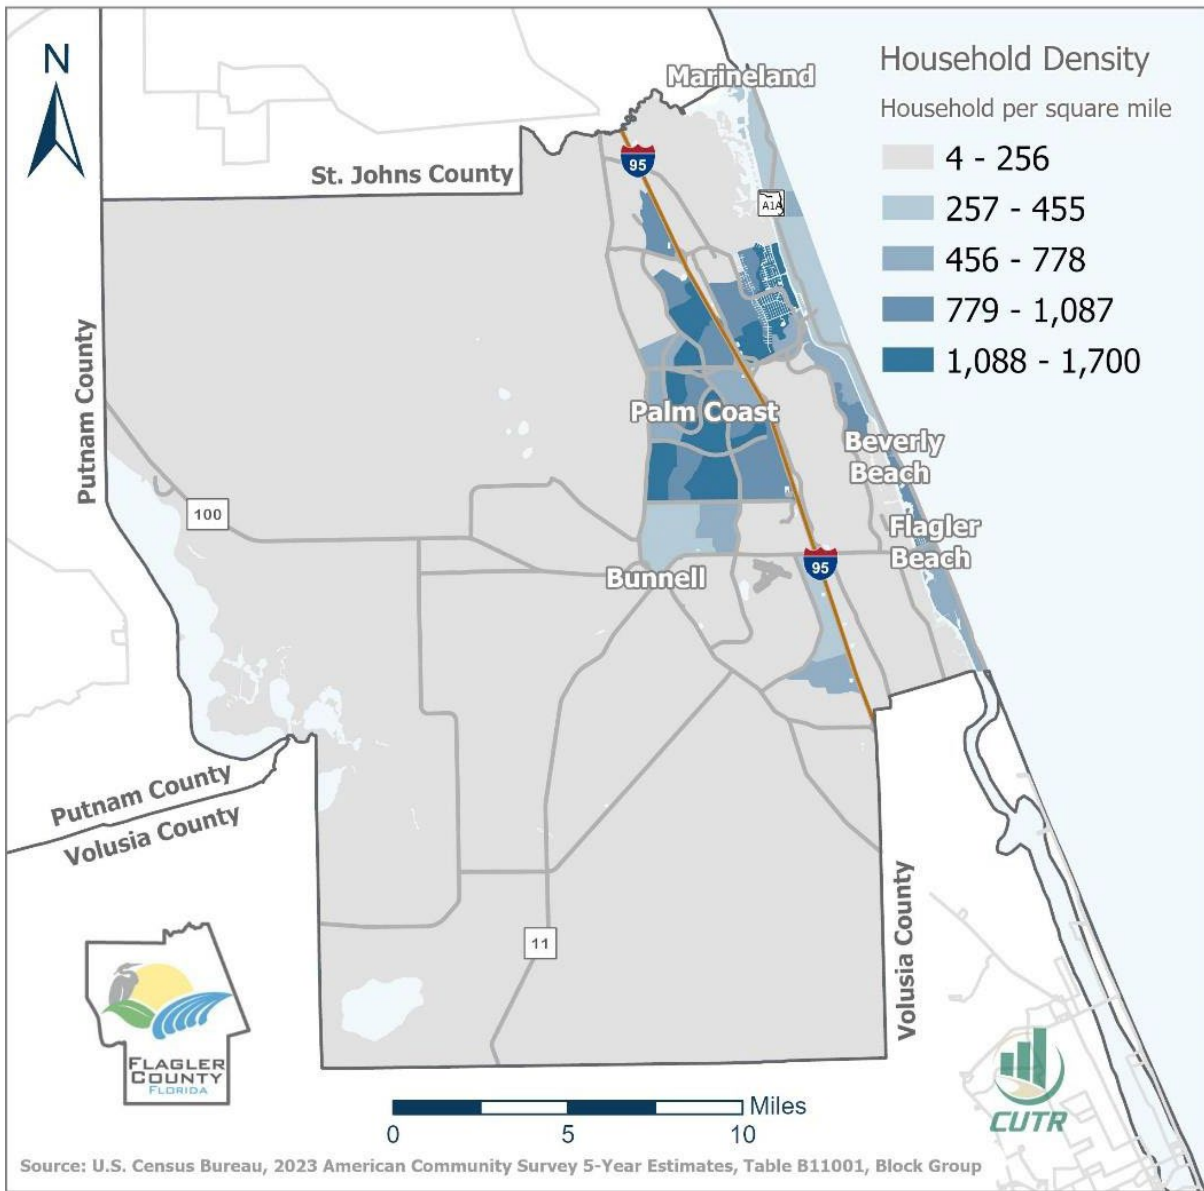 N
Marineland
Household Density
Household per square mile
4 - 256
257 - 455
456 - 778
779 - 1,087
1,088 - 1,700
St. Johns County
95
A1A
Putnam County
Palm Coast
Beverly
Beach
100
Flagler
Beach
95
Bunnell
Putnam County
Volusia County
Volusia County
11
FLAGLER
COUNTY
FLORIDA
CUTR
Miles
0 5 10
Source: U.S. Census Bureau, 2023 American Community Survey 5-Year Estimates, Table B11001, Block Group